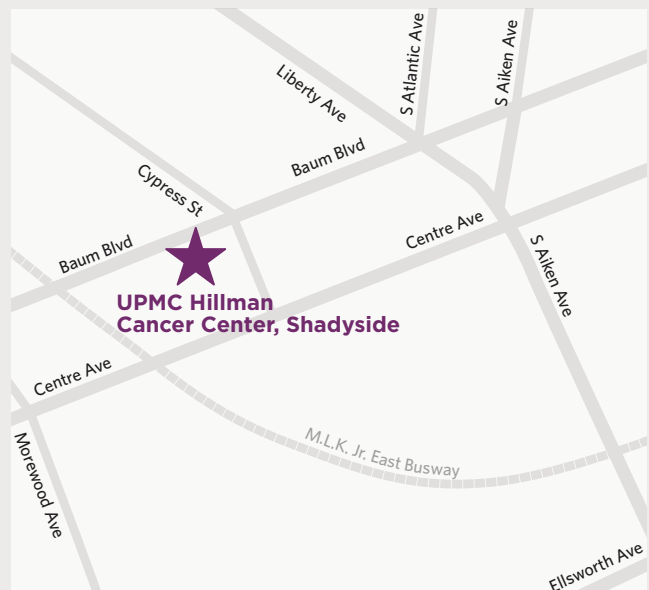 S Atlantic Ave
S Aiken Ave
Liberty Ave
Baum Blvd
Cypress St
Centre Ave
Baum Blvd
S Aiken Ave
UPMC Hillman
Cancer Center, Shadyside
Centre Ave
M.L.K. Jr. East Busway
Morewood Ave
Ellsworth Ave